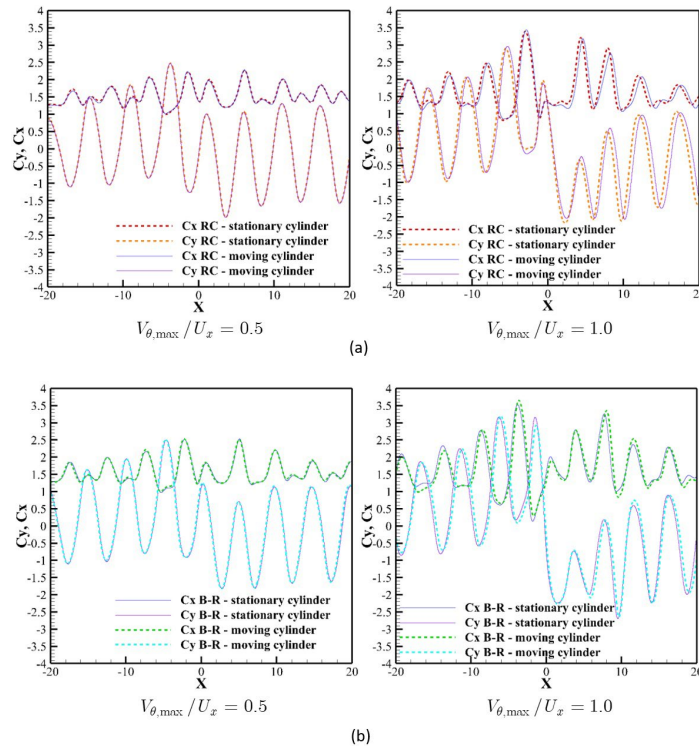 4
3.5
3
2.5
2
1.5
1
0.5
0
-0.5
-1
-1.5
-2
-2.5
-3
-3.5
-4
Cy, Cx
Cx RC - stationary cylinder
Cy RC - stationary cylinder
Cx RC - moving cylinder
Cy RC - moving cylinder
-20 -10 0 10 20
X
V_{θ,max}/U_x = 0.5
4
3.5
3
2.5
2
1.5
1
0.5
0
-0.5
-1
-1.5
-2
-2.5
-3
-3.5
-4
Cy, Cx
Cx RC - stationary cylinder
Cy RC - stationary cylinder
Cx RC - moving cylinder
Cy RC - moving cylinder
-20 -10 0 10 20
X
V_{θ,max}/U_x = 1.0
(a)
4
3.5
3
2.5
2
1.5
1
0.5
0
-0.5
-1
-1.5
-2
-2.5
-3
-3.5
-4
Cy, Cx
Cx B-R - stationary cylinder
Cy B-R - stationary cylinder
Cx B-R - moving cylinder
Cy B-R - moving cylinder
-20 -10 0 10 20
X
V_{θ,max}/U_x = 0.5
4
3.5
3
2.5
2
1.5
1
0.5
0
-0.5
-1
-1.5
-2
-2.5
-3
-3.5
-4
Cy, Cx
Cx B-R - stationary cylinder
Cy B-R - stationary cylinder
Cx B-R - moving cylinder
Cy B-R - moving cylinder
-20 -10 0 10 20
X
V_{θ,max}/U_x = 1.0
(b)